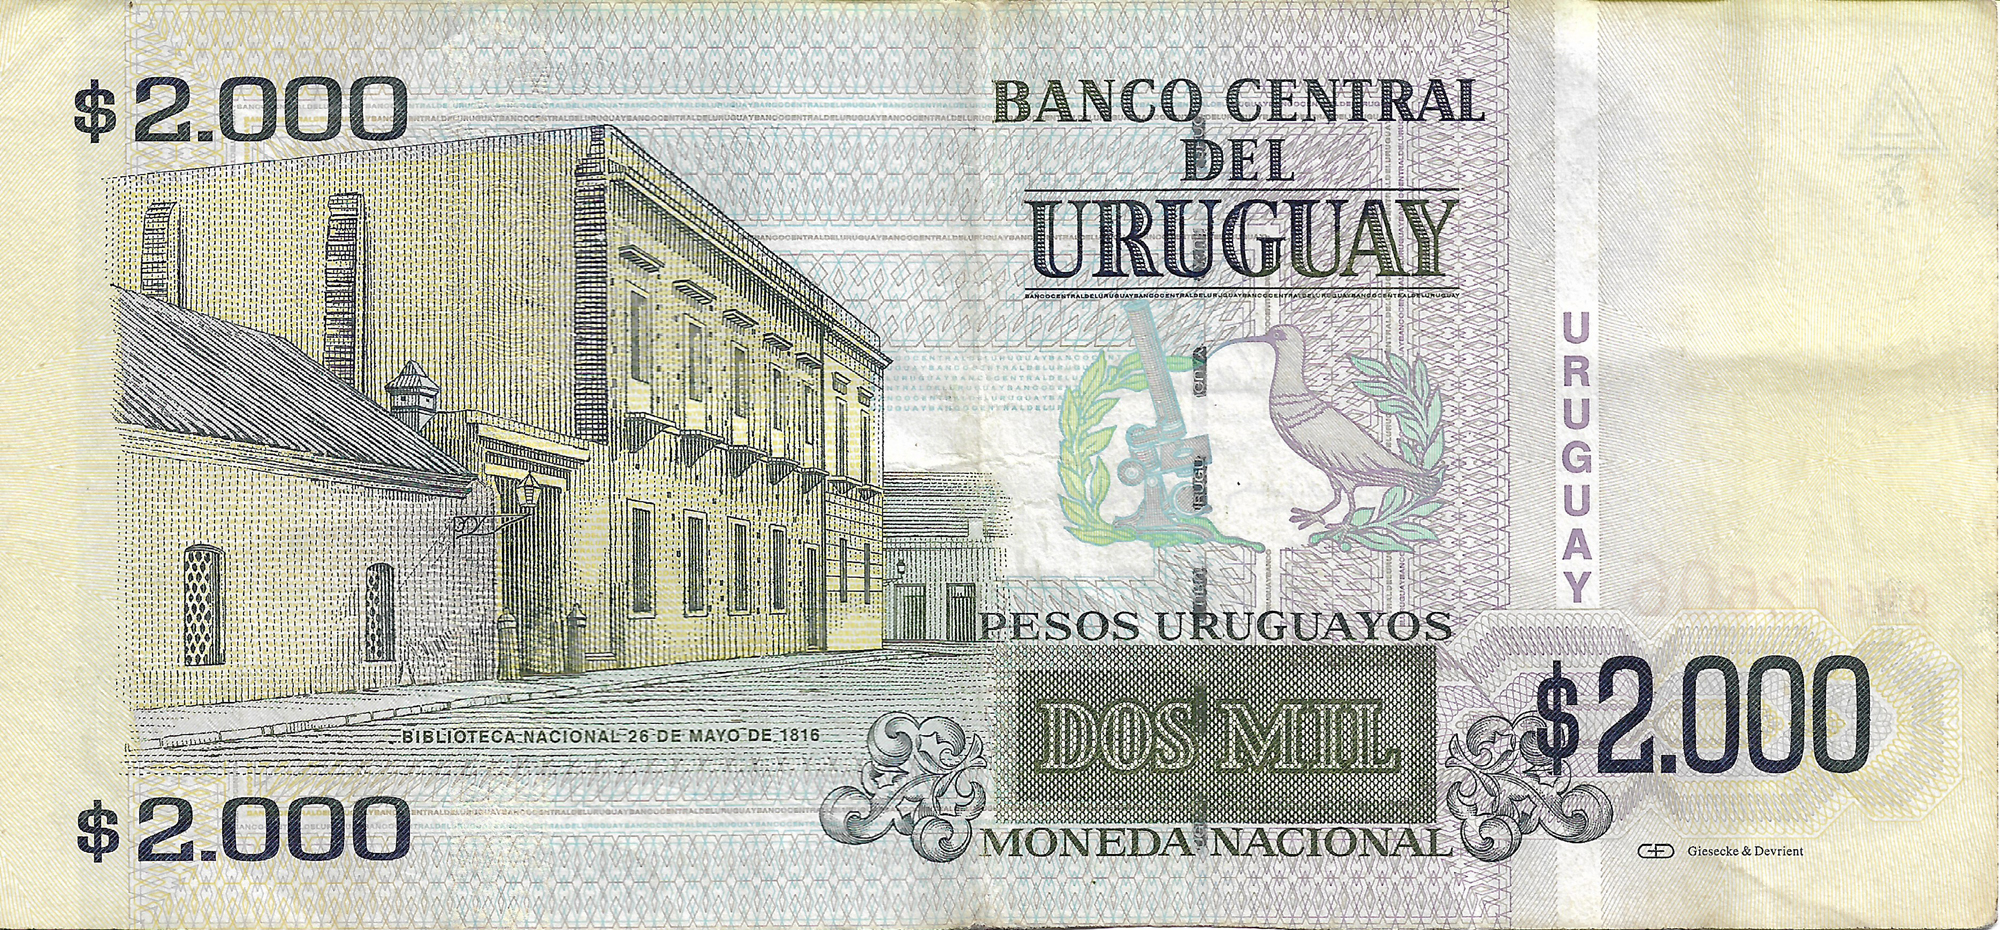 $2.000
BANCO CENTRAL
DEL
URUGUAY
BANCOCENTRALDELURUGUAYBANCOCENTRALDELURUGUAYBANCOCENTRALDELURUGUAYBANCOCENTRALDELURUGUAY
URUGUAY
PESOS URUGUAYOS
DOS MIL
MONEDA NACIONAL
BIBLIOTECA NACIONAL 26 DE MAYO DE 1816
$2.000
$2.000
Giesecke & Devrient